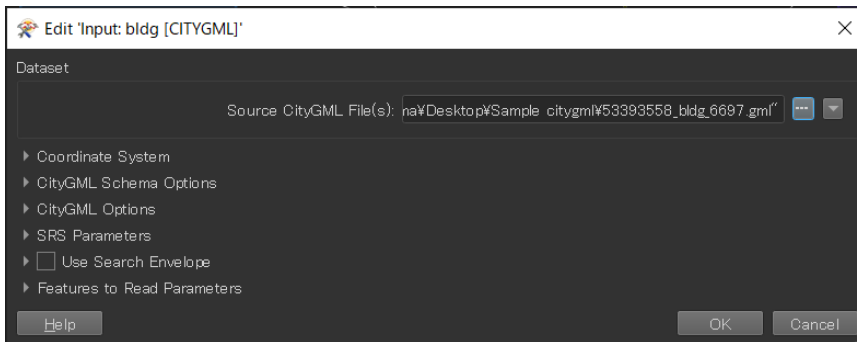 Edit 'Input: bldg [CITYGML]'
Dataset
Source CityGML File(s): na¥Desktop¥Sample citygml¥53393558_bldg_6697.gml"
Coordinate System
CityGML Schema Options
CityGML Options
SRS Parameters
Use Search Envelope
Features to Read Parameters
Help OK Cancel